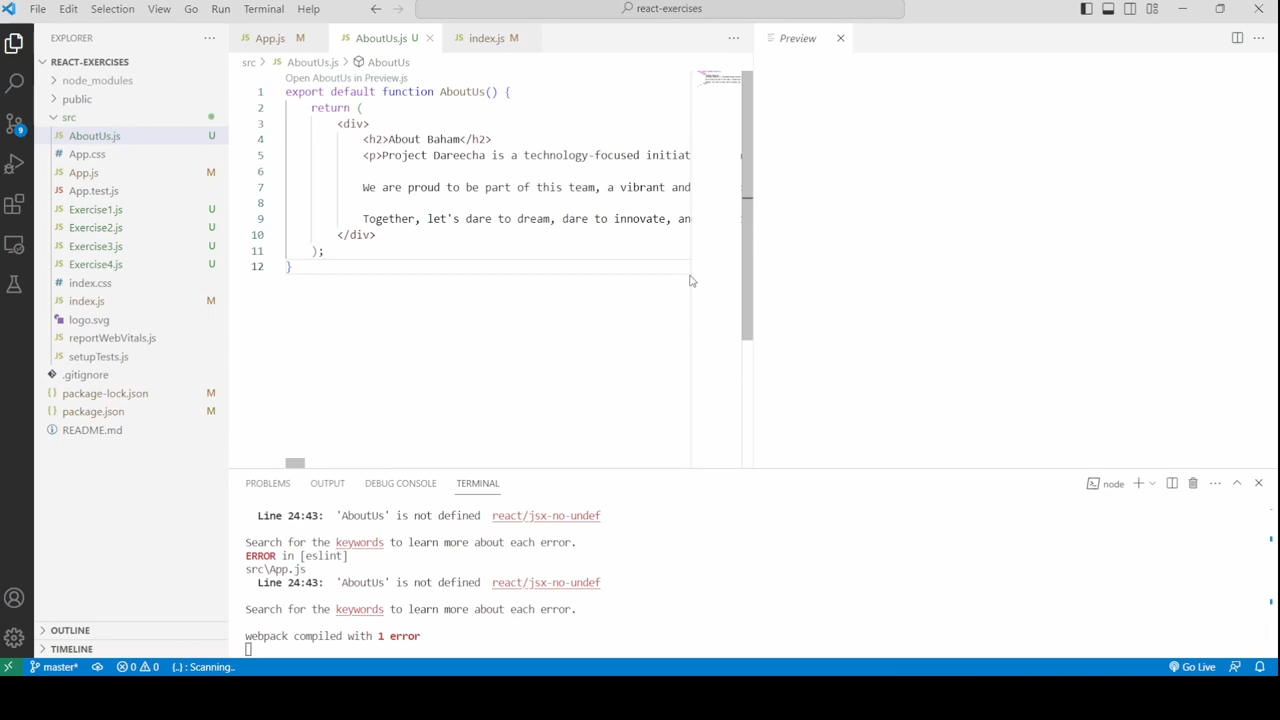 File Edit Selection View Go Run Terminal Help
react-exercises
EXPLORER
REACT-EXERCISES
node_modules
public
src
JS AboutUs.js U
App.css
JS App.js M
JS App.test.js
JS Exercise1.js U
JS Exercise2.js U
JS Exercise3.js U
JS Exercise4.js U
index.css
JS index.js M
logo.svg
JS reportWebVitals.js
JS setupTests.js
.gitignore
{} package-lock.json M
{} package.json M
README.md
OUTLINE
TIMELINE
9
JS App.js M
JS AboutUs.js U
JS index.js M
Preview
src > JS AboutUs.js > AboutUs
Open AboutUs in Preview.js
1 export default function AboutUs() {
2 return (
3 <div>
4 <h2>About Baham</h2>
5 <p>Project Dareecha is a technology-focused initiat
6
7 We are proud to be part of this team, a vibrant and
8
9 Together, let's dare to dream, dare to innovate, an
10 </div>
11 );
12 }
PROBLEMS OUTPUT DEBUG CONSOLE TERMINAL
node
Line 24:43: 'AboutUs' is not defined react/jsx-no-undef
Search for the keywords to learn more about each error.
ERROR in [eslint]
src\App.js
Line 24:43: 'AboutUs' is not defined react/jsx-no-undef
Search for the keywords to learn more about each error.
webpack compiled with 1 error
master* 0 0 {..} : Scanning.. Go Live